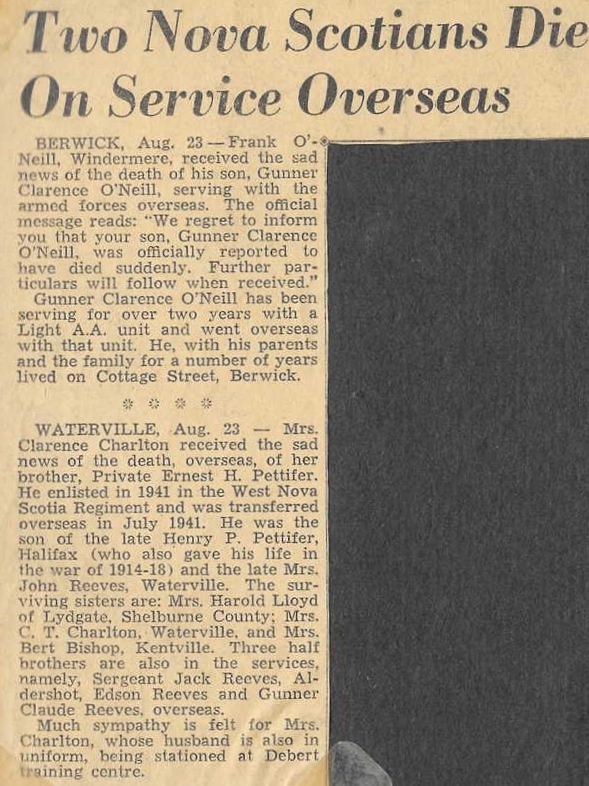 Two Nova Scotians Die
On Service Overseas
BERWICK, Aug. 23 — Frank O'-
Neill, Windermere, received the sad
news of the death of his son, Gunner
Clarence O'Neill, serving with the
armed forces overseas. The official
message reads: "We regret to inform
you that your son, Gunner Clarence
O'Neill, was officially reported to
have died suddenly. Further par-
ticulars will follow when received."
Gunner Clarence O'Neill has been
serving for over two years with a
Light A.A. unit and went overseas
with that unit. He, with his parents
and the family for a number of years
lived on Cottage Street, Berwick.
WATERVILLE, Aug. 23 — Mrs.
Clarence Charlton received the sad
news of the death, overseas, of her
brother, Private Ernest H. Pettifer.
He enlisted in 1941 in the West Nova
Scotia Regiment and was transferred
overseas in July 1941. He was the
son of the late Henry P. Pettifer,
Halifax (who also gave his life in
the war of 1914-18) and the late Mrs.
John Reeves, Waterville. The sur-
viving sisters are: Mrs. Harold Lloyd
of Lydgate, Shelburne County; Mrs.
C. T. Charlton, Waterville, and Mrs.
Bert Bishop, Kentville. Three half
brothers are also in the services,
namely, Sergeant Jack Reeves, Al-
dershot, Edson Reeves and Gunner
Claude Reeves, overseas.
Much sympathy is felt for Mrs.
Charlton, whose husband is also in
uniform, being stationed at Debert
training centre.